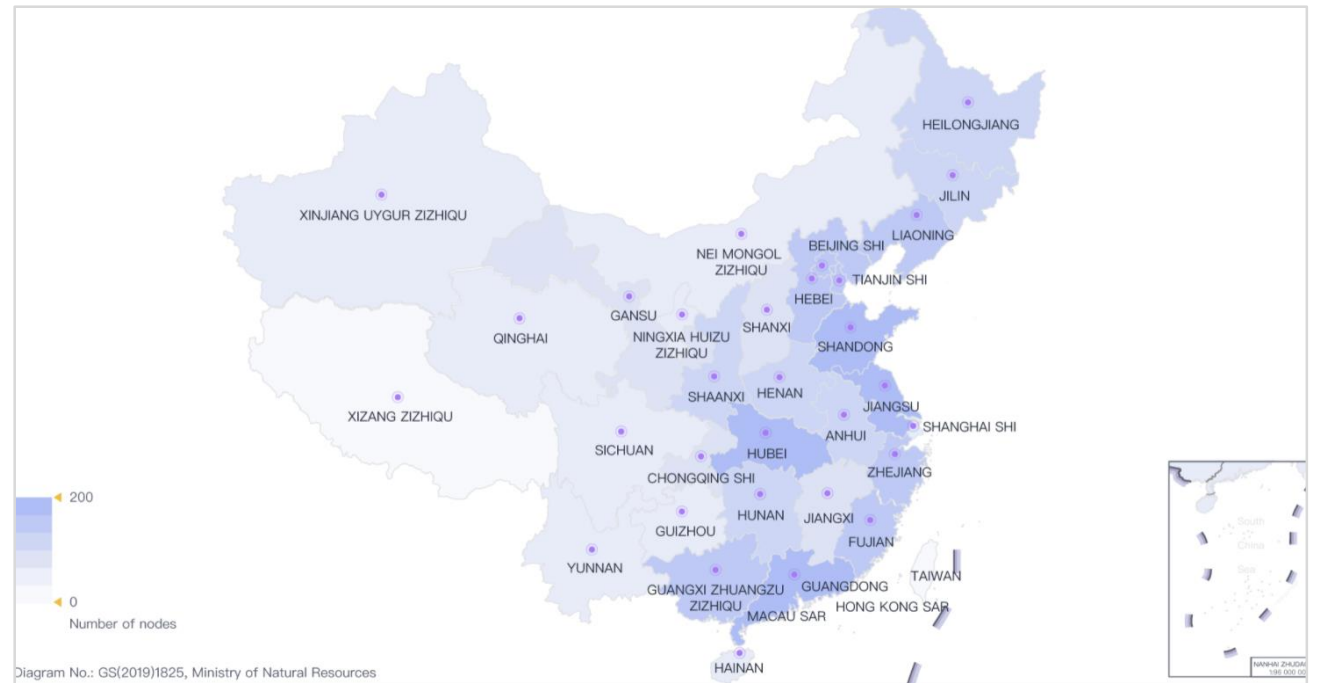 HEILONGJIANG
JILIN
XINJIANG UYGUR ZIZHIQU
LIAONING
BEIJING SHI
NEI MONGOL
ZIZHIQU
TIANJIN SHI
HEBEI
GANSU
SHANXI
QINGHAI
NINGXIA HUIZU
ZIZHIQU
SHANDONG
SHAANXI
HENAN
JIANGSU
XIZANG ZIZHIQU
SHANGHAI SHI
ANHUI
SICHUAN
HUBEI
ZHEJIANG
CHONGQING SHI
200
HUNAN
JIANGXI
GUIZHOU
FUJIAN
South
China
Sea
YUNNAN
TAIWAN
GUANGXI ZHUANGZU
ZIZHIQU
GUANGDONG
0
HONG KONG SAR
MACAU SAR
Number of nodes
HAINAN
Diagram No.: GS(2019)1825, Ministry of Natural Resources